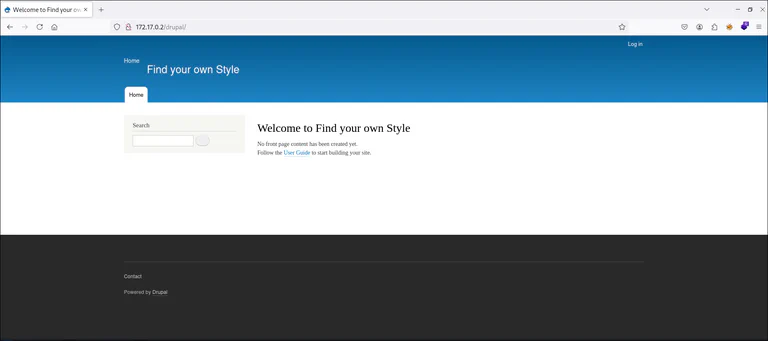 Welcome to Find your ow
172.17.0.2/drupal/
Log in
Home
Find your own Style
Home
Search
Welcome to Find your own Style
No front page content has been created yet.
Follow the User Guide to start building your site.
Contact
Powered by Drupal